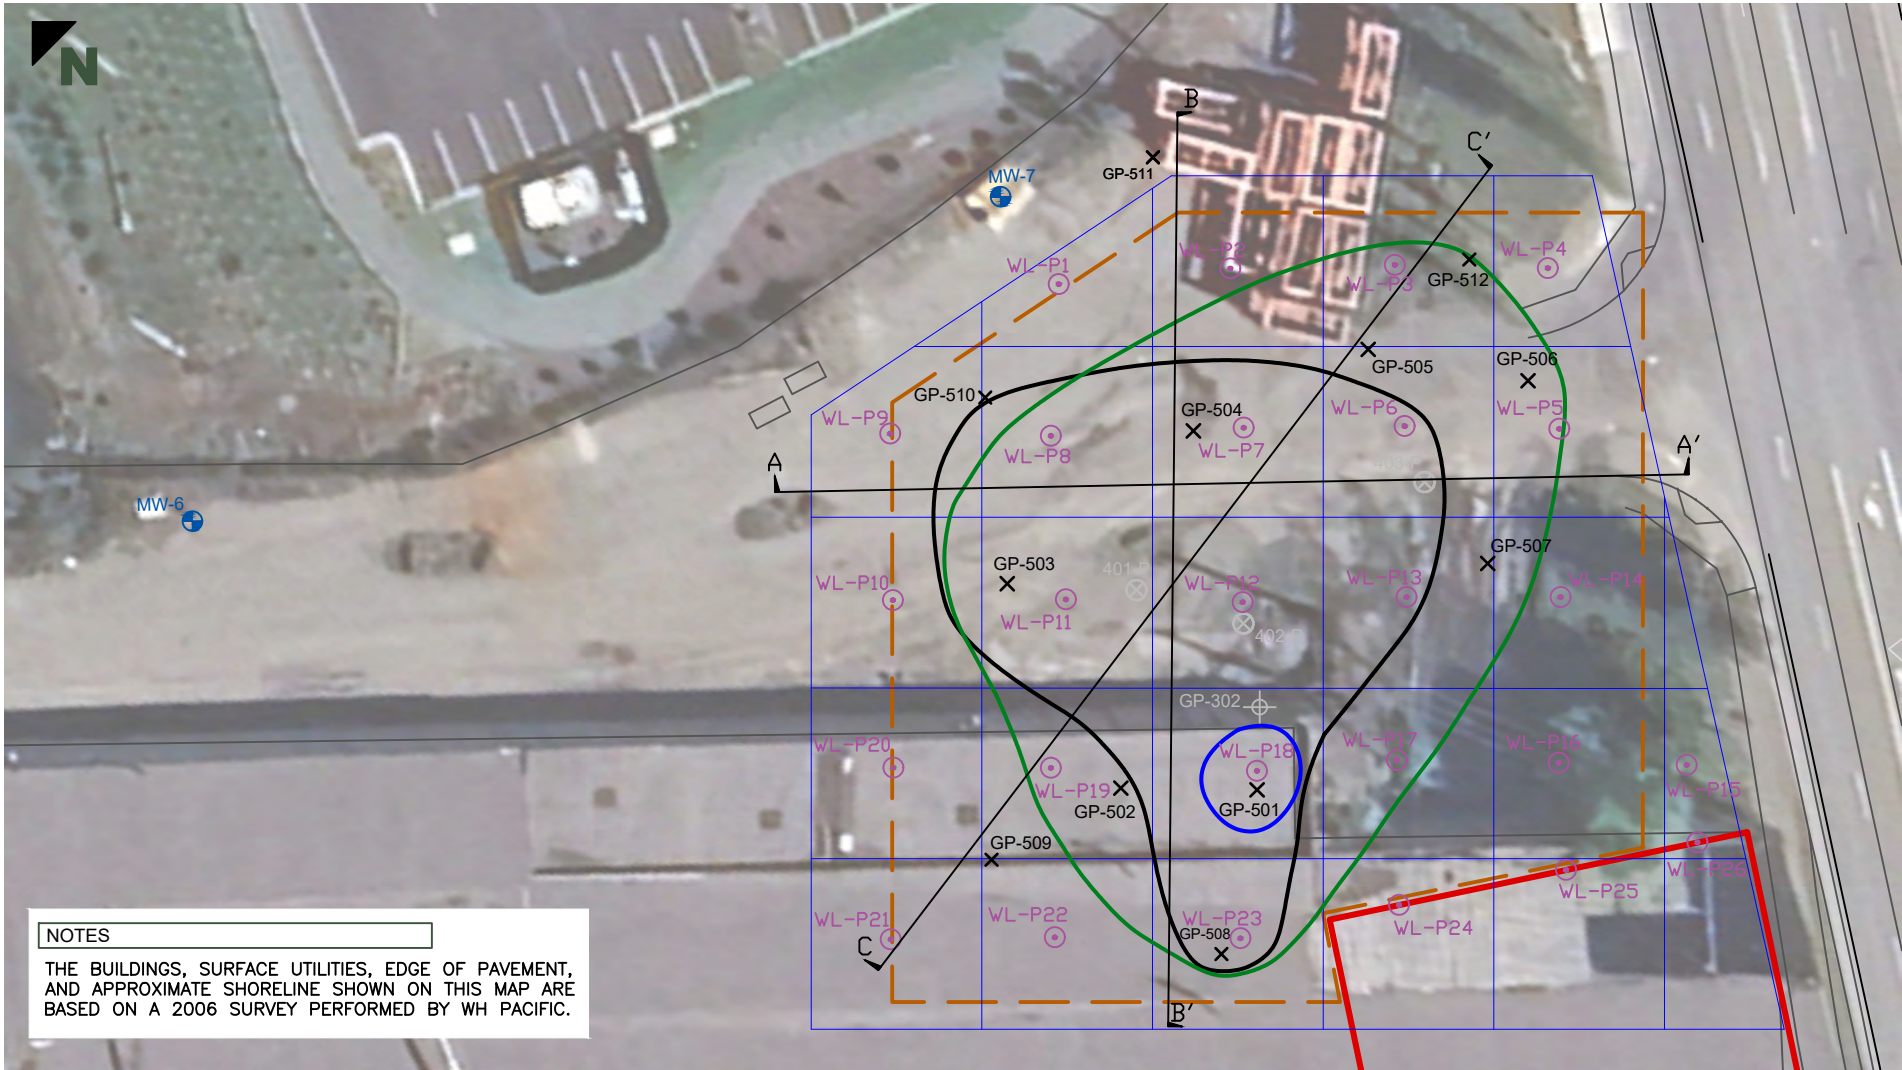 N
B
C'
GP-511
MW-7
WL-P1
WL-P2
WL-P3
WL-P4
GP-512
GP-510
GP-505
GP-506
WL-P9
WL-P8
GP-504
WL-P7
WL-P6
WL-P5
A
A'
MW-6
GP-503
WL-P10
WL-P11
WL-P12
WL-P13
GP-507
WL-P14
GP-302
WL-P20
WL-P19
GP-502
WL-P18
GP-501
WL-P17
WL-P16
WL-P15
GP-509
WL-P21
WL-P22
WL-P23
GP-508
WL-P24
WL-P25
WL-P26
C
B'
NOTES
THE BUILDINGS, SURFACE UTILITIES, EDGE OF PAVEMENT,
AND APPROXIMATE SHORELINE SHOWN ON THIS MAP ARE
BASED ON A 2006 SURVEY PERFORMED BY WH PACIFIC.